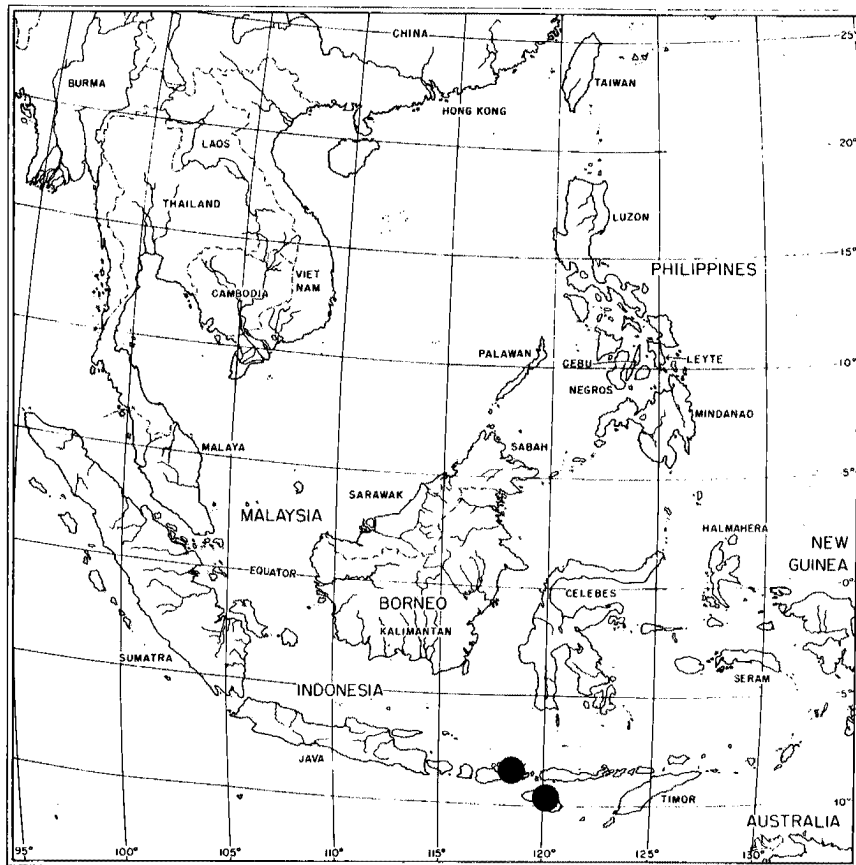 CHINA
25°
BURMA
TAIWAN
HONG KONG
LAOS
20°
THAILAND
LUZON
VIET
NAM
15°
PHILIPPINES
CAMBODIA
PALAWAN
CEBU
LEYTE
10°
NEGROS
MINDANAO
MALAYA
SABAH
5°
SARAWAK
MALAYSIA
HALMAHERA
NEW
GUINEA
EQUATOR
0°
BORNEO
CELEBES
KALIMANTAN
SUMATRA
SERAM
INDONESIA
5°
JAVA
TIMOR
10°
AUSTRALIA
95° 100° 105° 110° 115° 120° 125° 130°